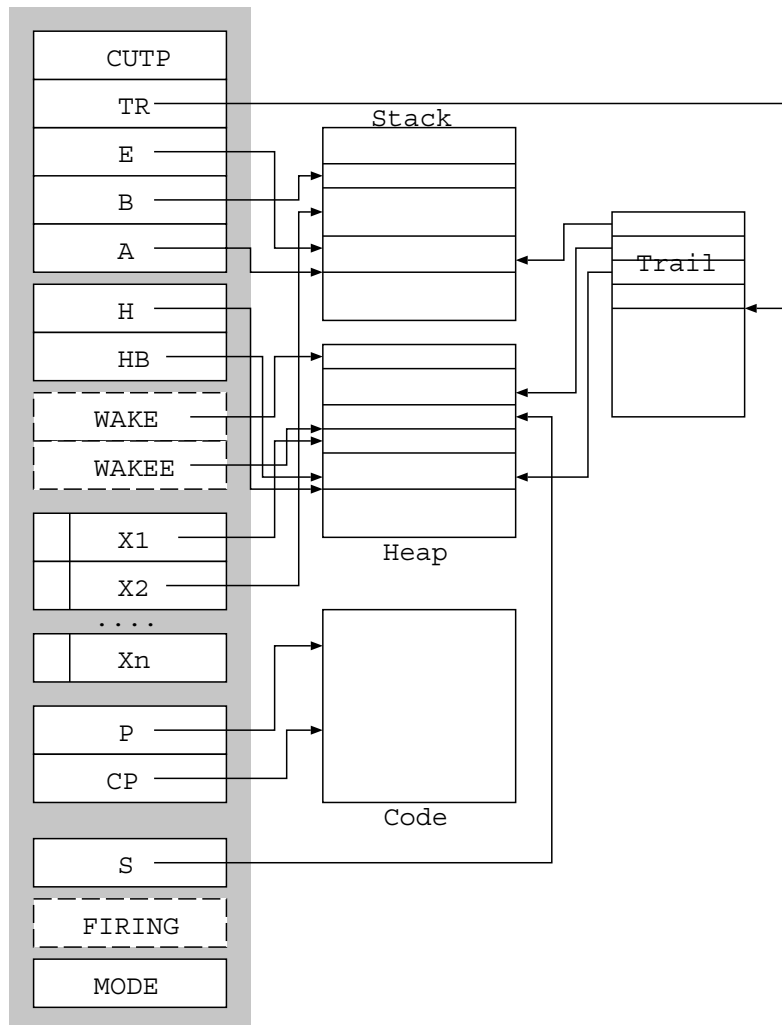 CUTP
TR
E
B
A
H
HB
WAKE
WAKEE
X1
X2
....
Xn
P
CP
S
FIRING
MODE
Stack
Heap
Code
Trail